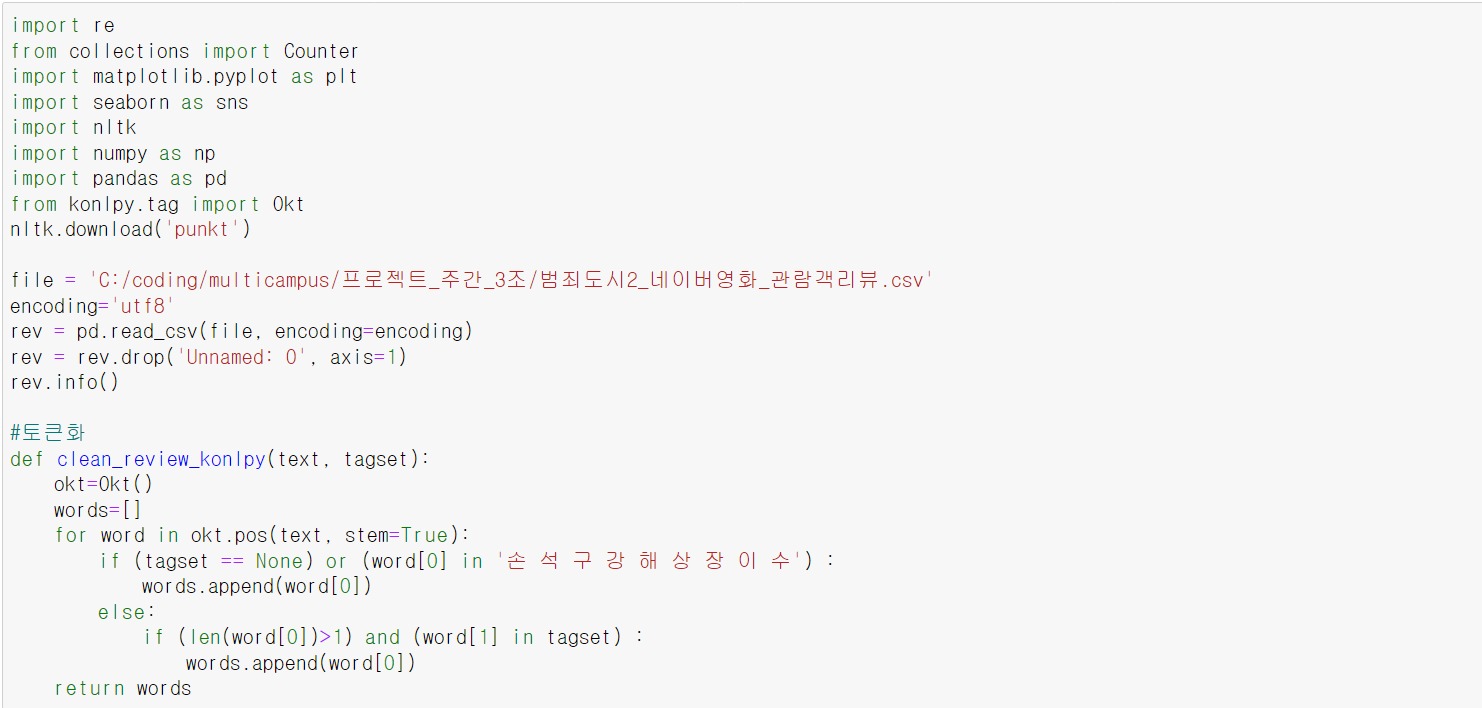 import re
from collections import Counter
import matplotlib.pyplot as plt
import seaborn as sns
import nltk
import numpy as np
import pandas as pd
from konlpy.tag import Okt
nltk.download('punkt')

file = 'C:/coding/multicampus/프로젝트_주간_3조/범죄도시2_네이버영화_관람객리뷰.csv'
encoding='utf8'
rev = pd.read_csv(file, encoding=encoding)
rev = rev.drop('Unnamed: 0', axis=1)
rev.info()

#토큰화
def clean_review_konlpy(text, tagset):
    okt=Okt()
    words=[]
    for word in okt.pos(text, stem=True):
        if (tagset == None) or (word[0] in '손 석 구 강 해 상 장 이 수') :
            words.append(word[0])
        else:
            if (len(word[0])>1) and (word[1] in tagset) :
                words.append(word[0])
    return words